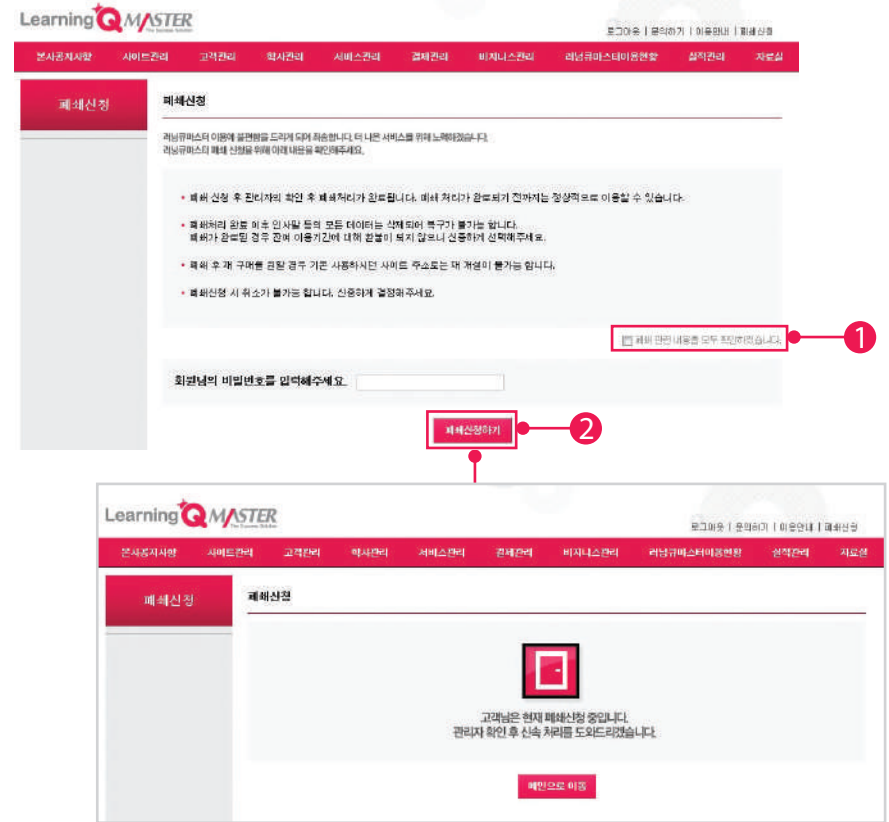 Learning Q MASTER
로그아웃 | 문의하기 | 이용안내 | 폐쇄신청
본사공지사항 사이트관리 고객관리 학사관리 서비스관리 결제관리 비지니스관리 러닝큐마스터이용현황 실적관리 자료실
폐쇄신청
폐쇄신청
러닝큐마스터 이용에 불편함을 드리게 되어 죄송합니다. 더 나은 서비스를 위해 노력하겠습니다.
러닝큐마스터 폐쇄 신청을 위해 아래 내용을 확인해주세요.
• 폐쇄 신청 후 관리자의 확인 후 폐쇄처리가 완료됩니다. 폐쇄 처리가 완료되기 전까지는 정상적으로 이용할 수 있습니다.
• 폐쇄처리 완료 이후 인사말 등의 모든 데이터는 삭제 되어 복구가 불가능 합니다.
폐쇄가 완료된 경우 잔여 이용기간에 대해 환불이 되지 않으니 신중하게 선택해주세요.
• 폐쇄 후 재 구매를 원할 경우 기존 사용하시던 사이트 주소로는 재 개설이 불가능 합니다.
• 폐쇄신청 시 취소가 불가능 합니다. 신중하게 결정해 주세요.
폐쇄 관련 내용을 모두 확인하였습니다.
1
회원님의 비밀번호를 입력해주세요.
폐쇄신청하기
2
Learning Q MASTER
로그아웃 | 문의하기 | 이용안내 | 폐쇄신청
본사공지사항 사이트관리 고객관리 학사관리 서비스관리 결제관리 비지니스관리 러닝큐마스터이용현황 실적관리 자료실
폐쇄신청
폐쇄신청
고객님은 현재 폐쇄신청 중입니다.
관리자 확인 후 신속 처리를 도와드리겠습니다.
메인으로 이동